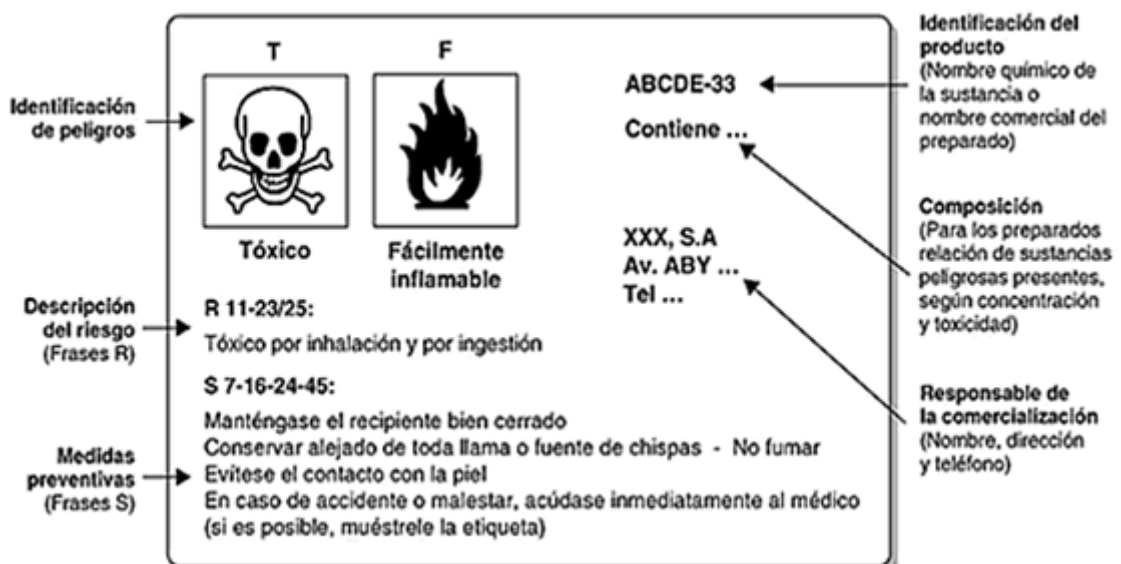 Identificación
de peligros
T
F
Tóxico
Fácilmente
inflamable
ABCDE-33
Contiene ...
XXX, S.A
Av. ABY ...
Tel ...
Identificación del
producto
(Nombre químico de
la sustancia o
nombre comercial del
preparado)
Composición
(Para los preparados
relación de sustancias
peligrosas presentes,
según concentración
y toxicidad)
Responsable de
la comercialización
(Nombre, dirección
y teléfono)
Descripción
del riesgo
(Frases R)
R 11-23/25:
Tóxico por inhalación y por ingestión
S 7-16-24-45:
Manténgase el recipiente bien cerrado
Conservar alejado de toda llama o fuente de chispas - No fumar
Evítese el contacto con la piel
En caso de accidente o malestar, acúdase inmediatamente al médico
(si es posible, muéstrele la etiqueta)
Medidas
preventivas
(Frases S)